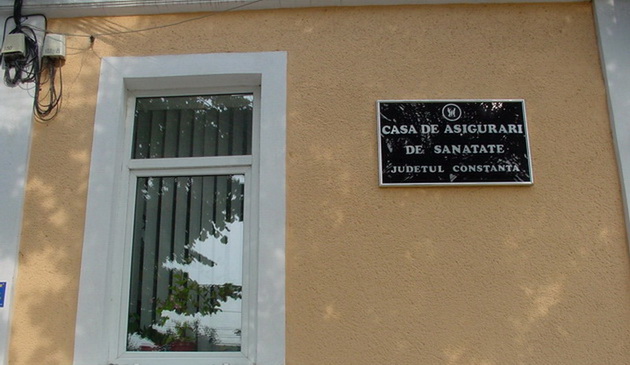 CASA DE ASIGURARI
DE SANATATE
JUDETUL CONSTANTA